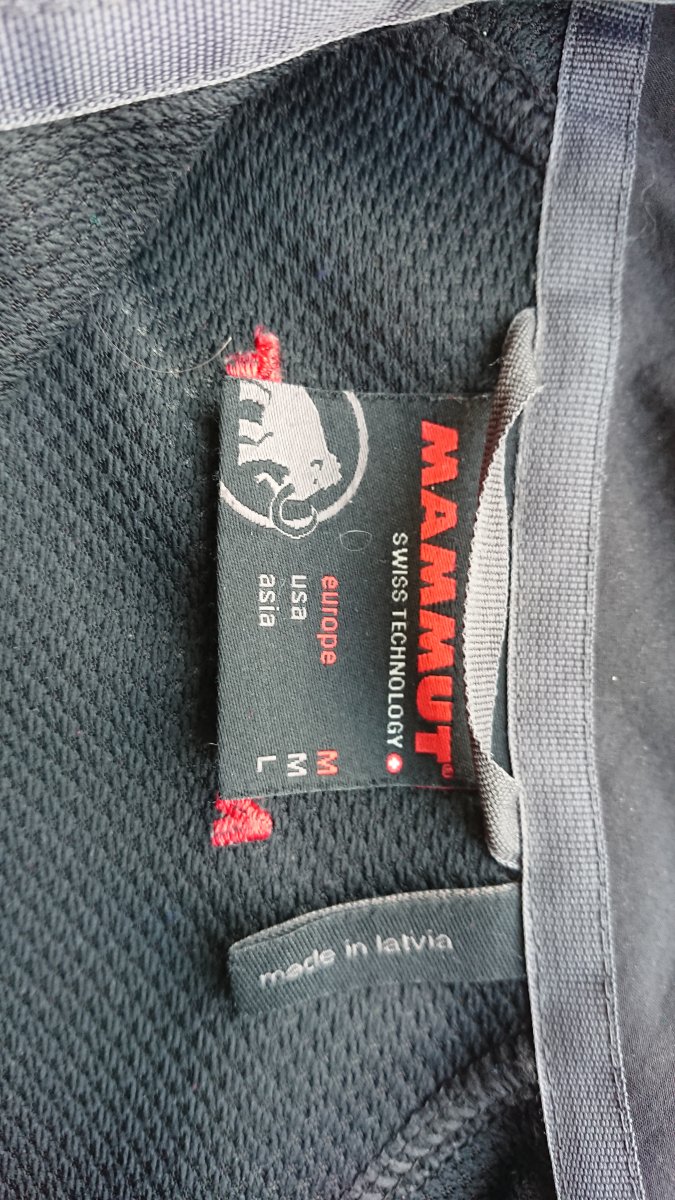 MAMMUT®
SWISS TECHNOLOGY
europe M
usa M
asia L
made in latvia